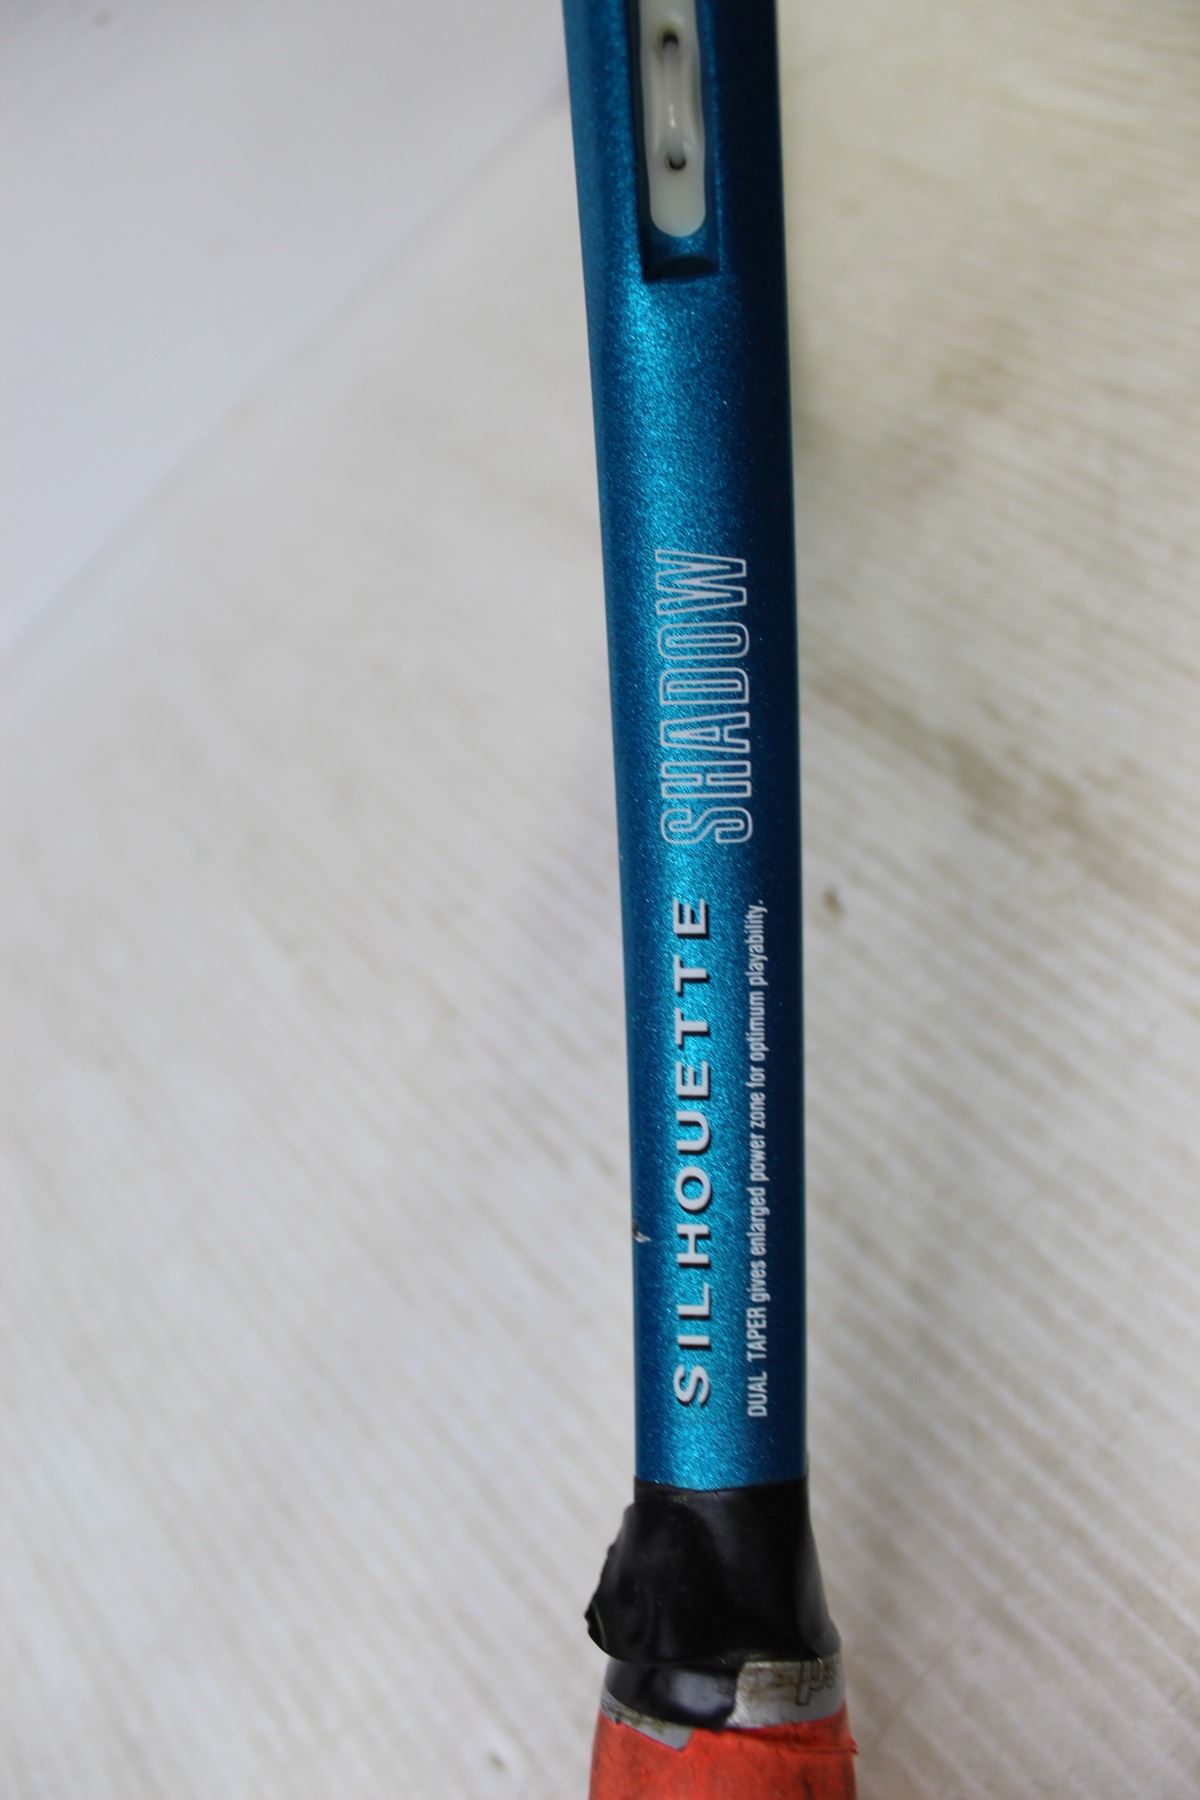 SILHOUETTE SHADOW
DUAL TAPER gives enlarged power zone for optimum playability.